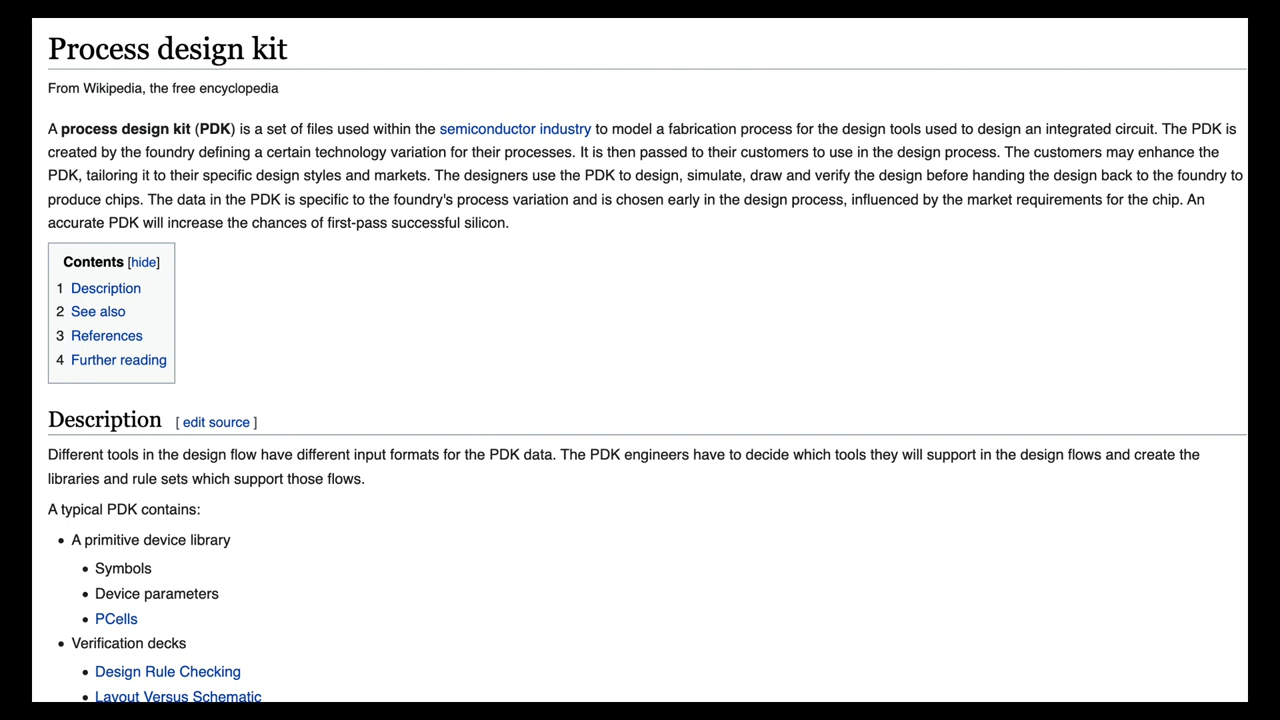 Process design kit
From Wikipedia, the free encyclopedia
A process design kit (PDK) is a set of files used within the semiconductor industry to model a fabrication process for the design tools used to design an integrated circuit. The PDK is
created by the foundry defining a certain technology variation for their processes. It is then passed to their customers to use in the design process. The customers may enhance the
PDK, tailoring it to their specific design styles and markets. The designers use the PDK to design, simulate, draw and verify the design before handing the design back to the foundry to
produce chips. The data in the PDK is specific to the foundry's process variation and is chosen early in the design process, influenced by the market requirements for the chip. An
accurate PDK will increase the chances of first-pass successful silicon.
Contents [hide]
1 Description
2 See also
3 References
4 Further reading
Description [ edit source ]
Different tools in the design flow have different input formats for the PDK data. The PDK engineers have to decide which tools they will support in the design flows and create the
libraries and rule sets which support those flows.
A typical PDK contains:
• A primitive device library
• Symbols
• Device parameters
• PCells
• Verification decks
• Design Rule Checking
• Layout Versus Schematic